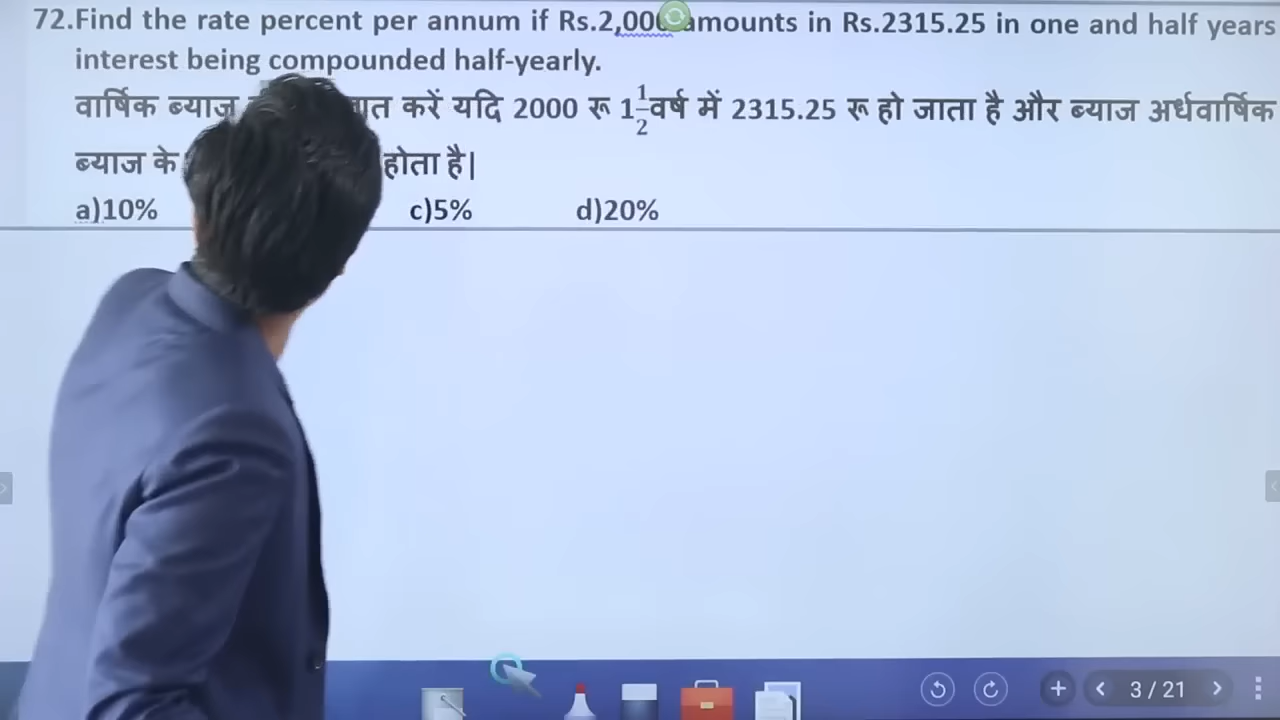 72.Find the rate percent per annum if Rs.2,000 amounts in Rs.2315.25 in one and half years
interest being compounded half-yearly.
वार्षिक ब्याज करें यदि 2000 रू 1 1/2 वर्ष में 2315.25 रू हो जाता है और ब्याज अर्धवार्षिक
ब्याज के होता है|
a)10% c)5% d)20%
3 / 21